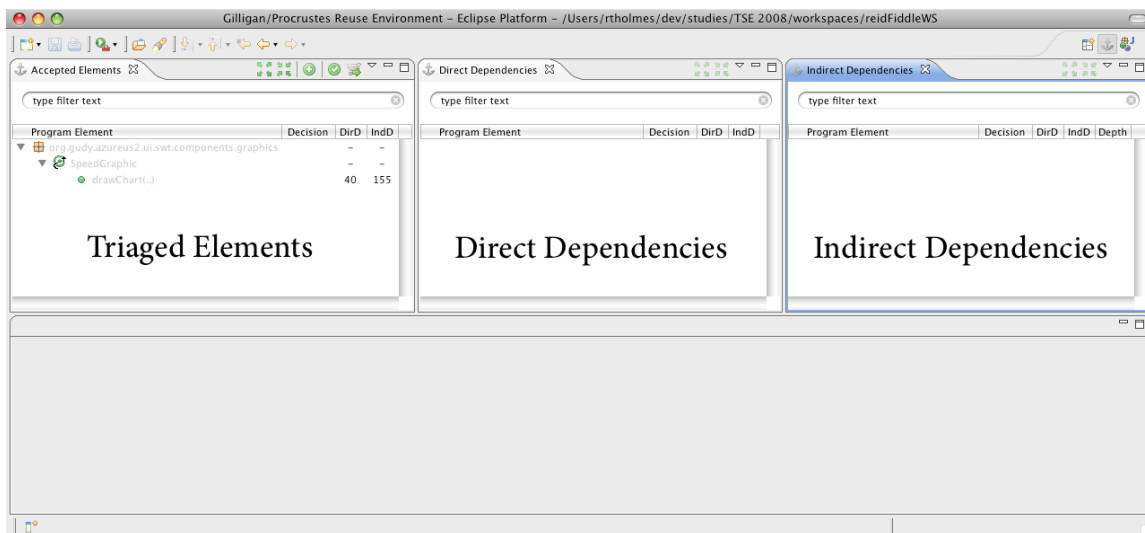 Gilligan/Procrustes Reuse Environment – Eclipse Platform – /Users/rtholmes/dev/studies/TSE 2008/workspaces/reidFiddleWS
Accepted Elements
type filter text
Program Element Decision DirD IndD
org.gudy.azureus2.ui.swt.components.graphics – –
SpeedGraphic – –
drawChart(..) 40 155
Triaged Elements
Direct Dependencies
type filter text
Program Element Decision DirD IndD
Direct Dependencies
Indirect Dependencies
type filter text
Program Element Decision DirD IndD Depth
Indirect Dependencies